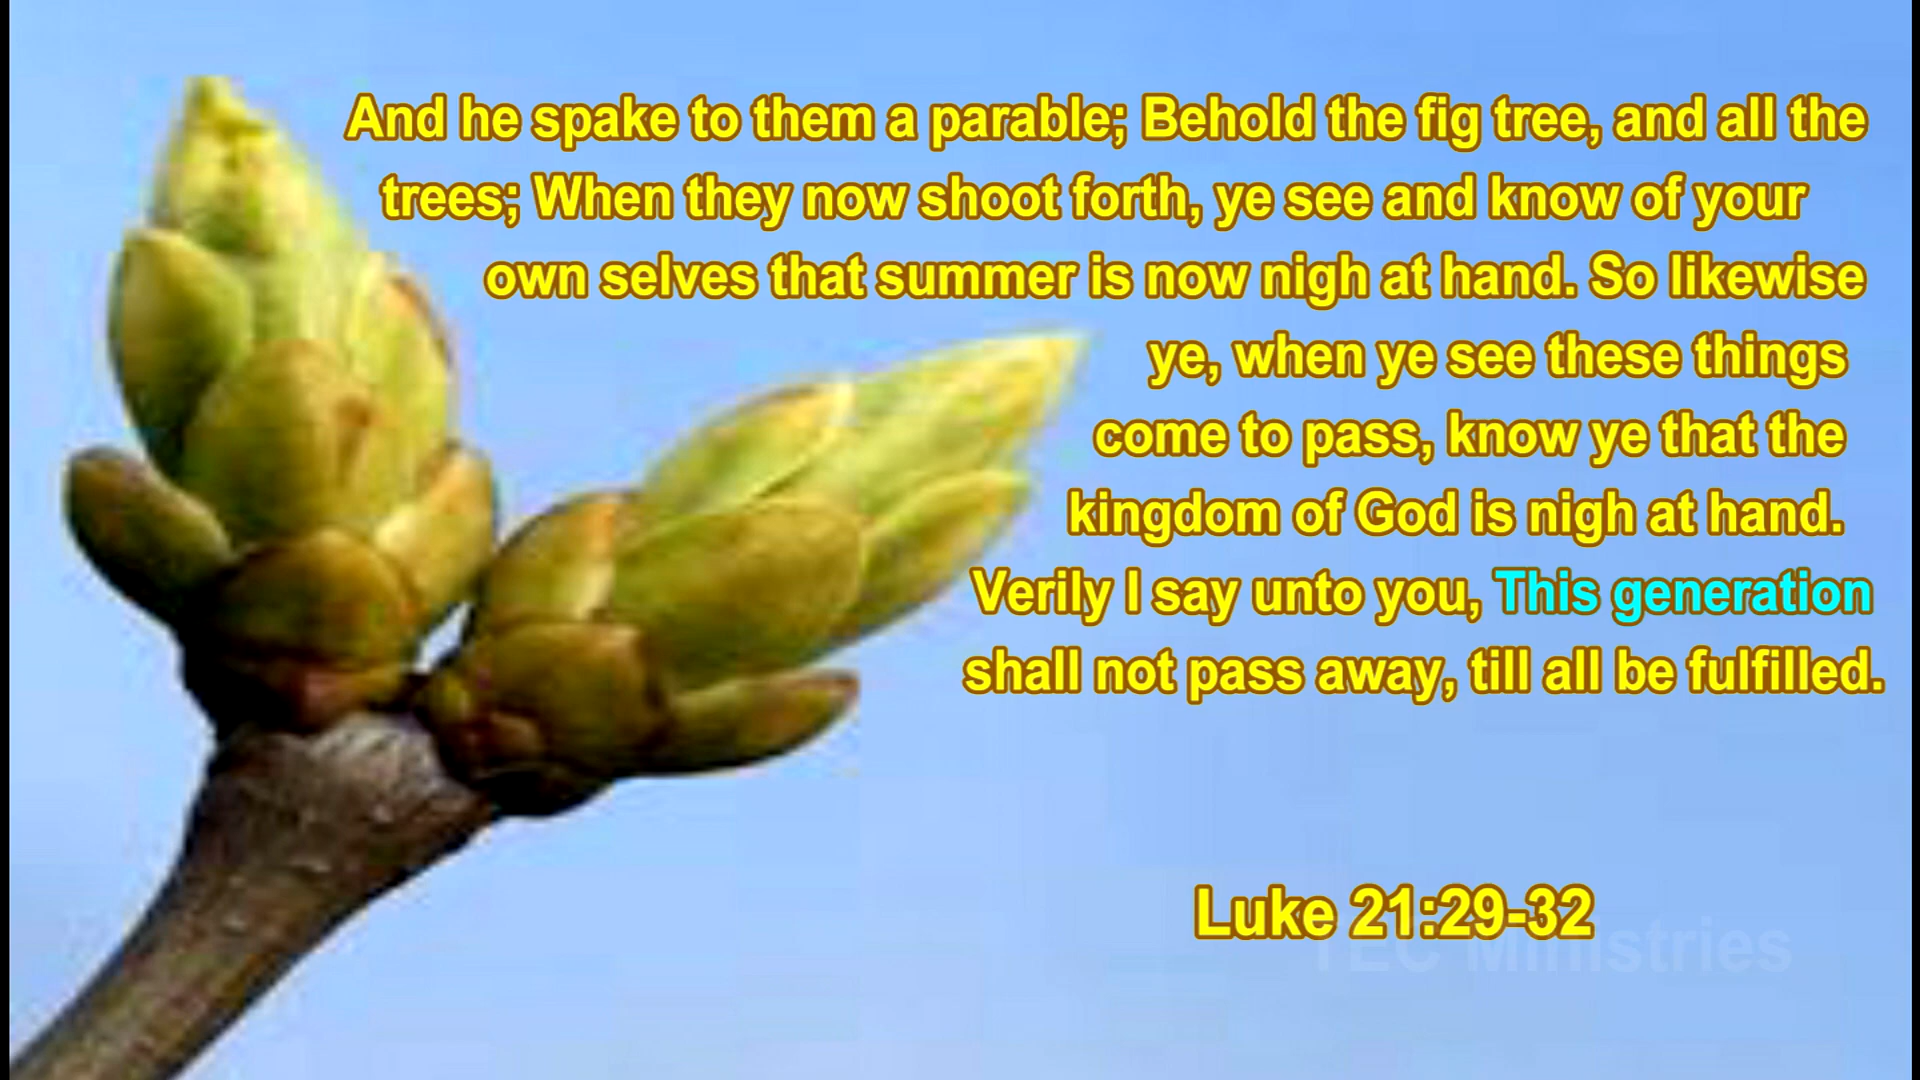 And he spake to them a parable; Behold the fig tree, and all the
trees; When they now shoot forth, ye see and know of your
own selves that summer is now nigh at hand. So likewise
ye, when ye see these things
come to pass, know ye that the
kingdom of God is nigh at hand.
Verily I say unto you, This generation
shall not pass away, till all be fulfilled.
Luke 21:29-32
TEC Ministries